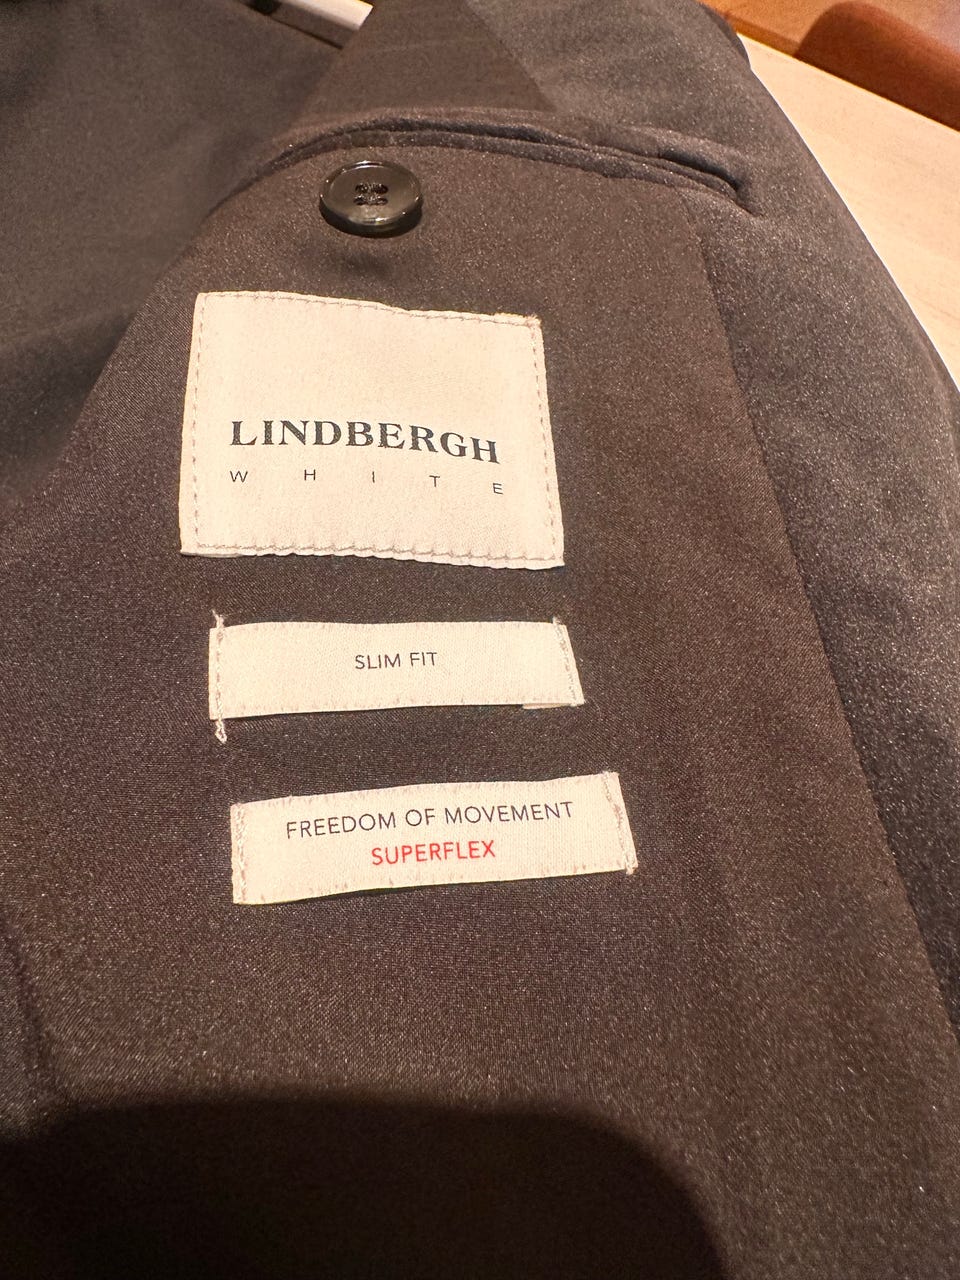 LINDBERGH
WHITE
SLIM FIT
FREEDOM OF MOVEMENT
SUPERFLEX